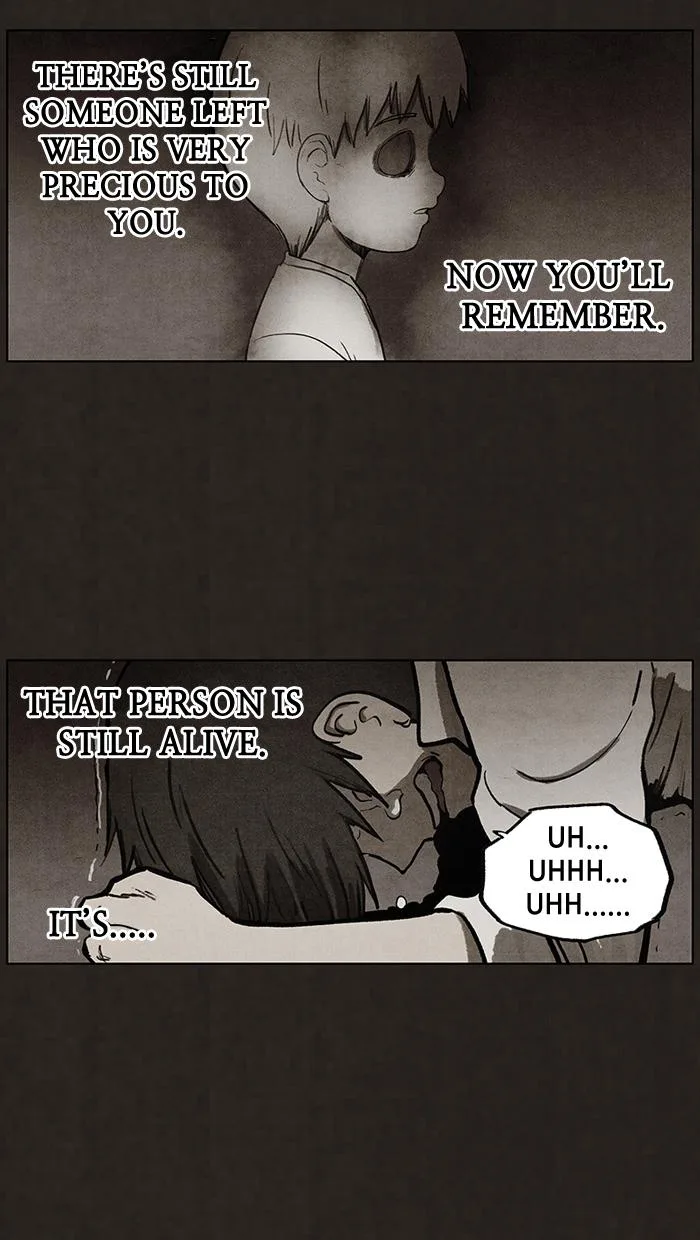 THERE'S STILL
SOMEONE LEFT
WHO IS VERY
PRECIOUS TO
YOU.
NOW YOU'LL
REMEMBER.
THAT PERSON IS
STILL ALIVE.
UH...
UHHH...
UHH......
IT'S.....